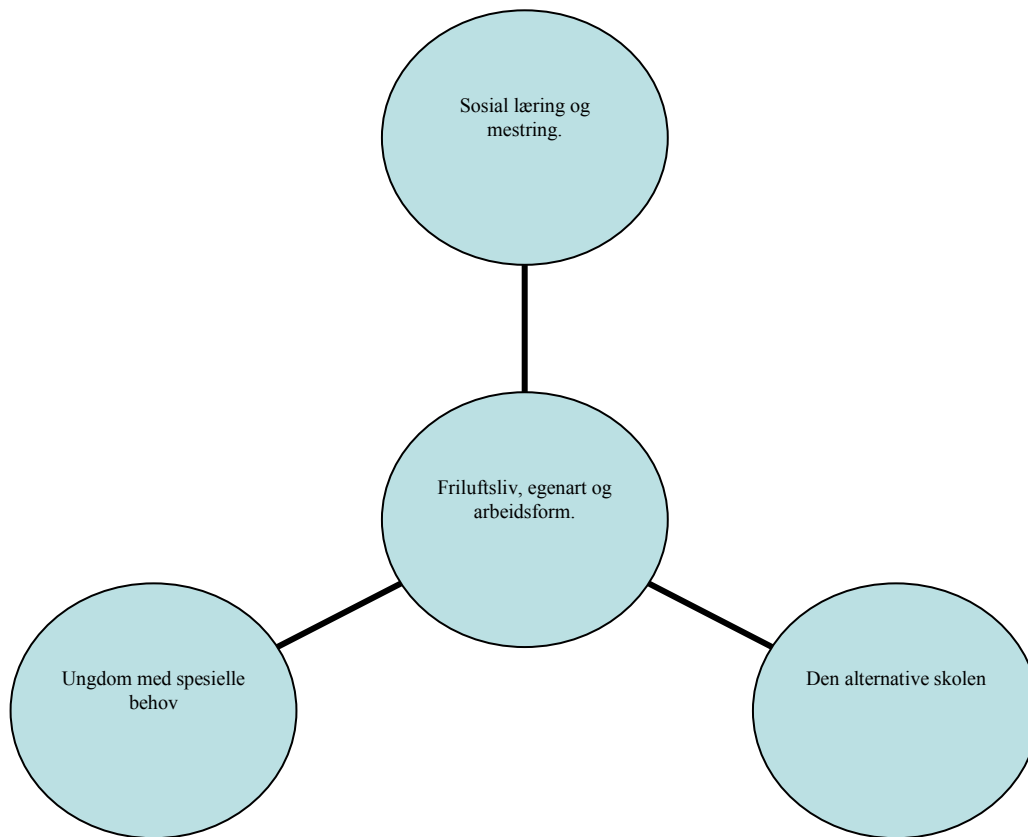 Sosial læring og
mestring.
Friluftsliv, egenart og
arbeidsform.
Ungdom med spesielle
behov
Den alternative skolen